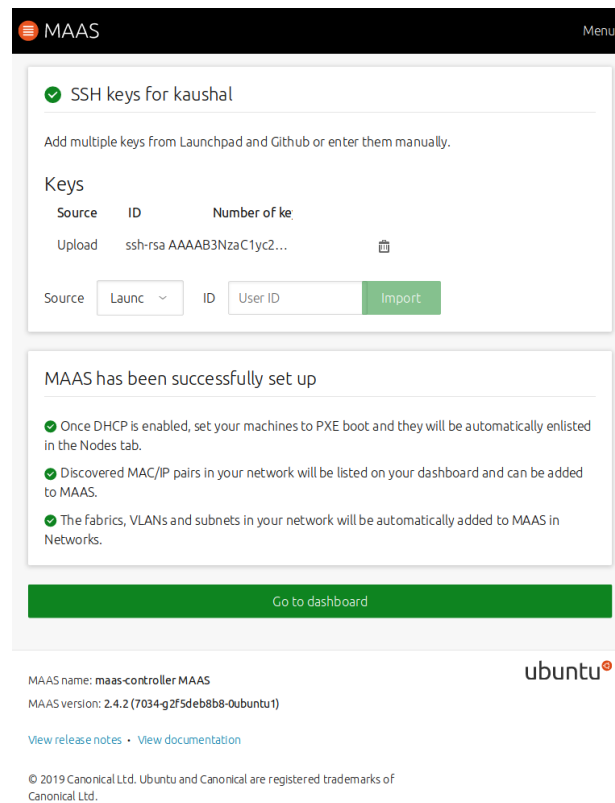 MAAS Menu
SSH keys for kaushal
Add multiple keys from Launchpad and Github or enter them manually.
Keys
Source ID Number of ke
Upload ssh-rsa AAAAB3NzaC1yc2...
Source Launc ID User ID Import
MAAS has been successfully set up
Once DHCP is enabled, set your machines to PXE boot and they will be automatically enlisted
in the Nodes tab.
Discovered MAC/IP pairs in your network will be listed on your dashboard and can be added
to MAAS.
The fabrics, VLANs and subnets in your network will be automatically added to MAAS in
Networks.
Go to dashboard
ubuntu
MAAS name: maas-controller MAAS
MAAS version: 2.4.2 (7034-g2f5deb8b8-0ubuntu1)
View release notes • View documentation
© 2019 Canonical Ltd. Ubuntu and Canonical are registered trademarks of
Canonical Ltd.